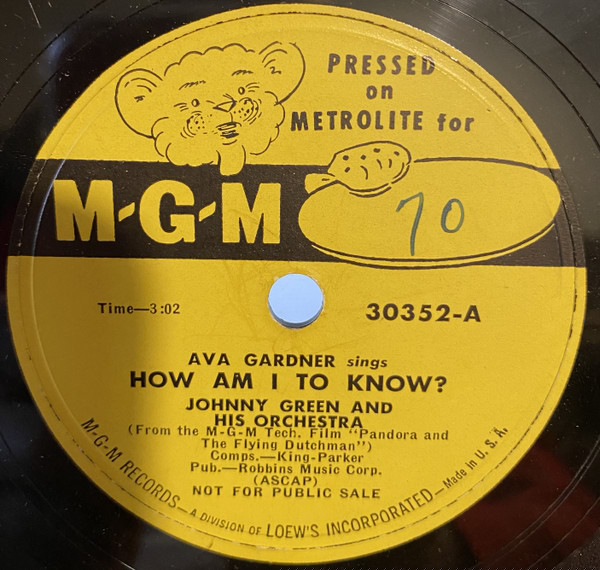 PRESSED
on
METROLITE for
M-G-M
70
Time—3:02
30352-A
AVA GARDNER sings
HOW AM I TO KNOW?
JOHNNY GREEN AND
HIS ORCHESTRA
(From the M-G-M Tech. Film "Pandora and
The Flying Dutchman")
Comps.—King-Parker
Pub.—Robbins Music Corp.
(ASCAP)
NOT FOR PUBLIC SALE
M-G-M RECORDS—A DIVISION OF LOEW'S INCORPORATED—Made in U. S. A.